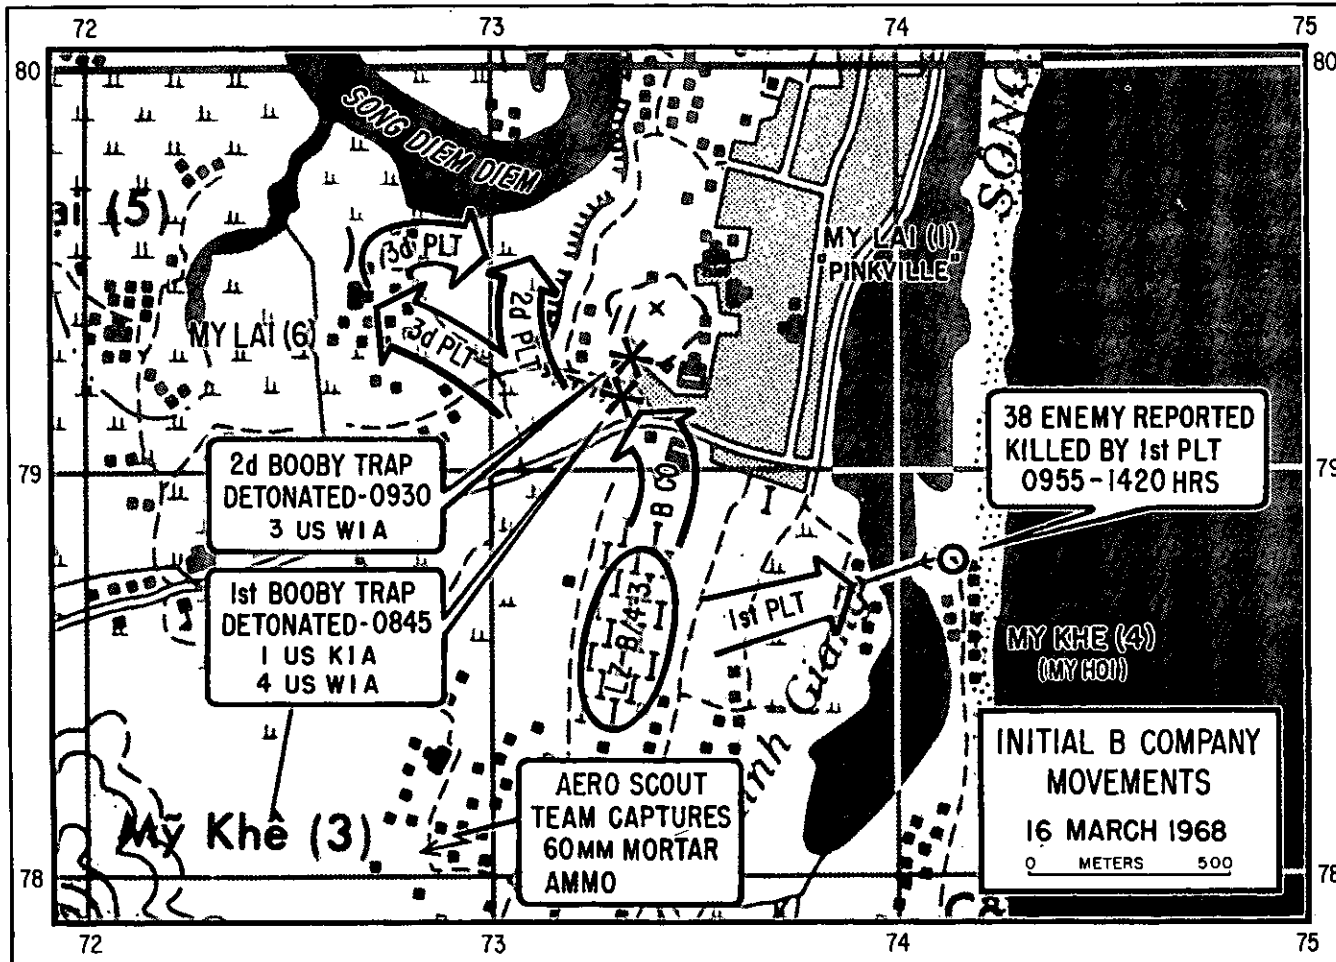 72
73
74
75
80
80
SONG DIEM DIEM
SONG
ai (5)
3d PLT
MY LAI (1)
"PINKVILLE"
2d PLT
MY LAI (6)
3d PLT
38 ENEMY REPORTED
KILLED BY 1st PLT
0955-1420 HRS
2d BOOBY TRAP
DETONATED-0930
3 US WIA
79
79
B CO
1st BOOBY TRAP
DETONATED-0845
1 US KIA
4 US WIA
LZ-B/4-3
1st PLT
MY KHE (4)
(MY HOI)
inh Giang
INITIAL B COMPANY
MOVEMENTS
16 MARCH 1968
0 METERS 500
AERO SCOUT
TEAM CAPTURES
60MM MORTAR
AMMO
Mỹ Khê (3)
78
78
72
73
74
75